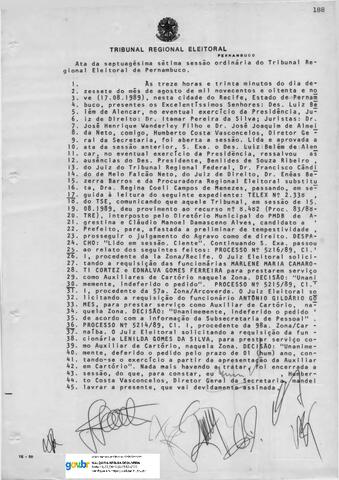 188
TRIBUNAL REGIONAL ELEITORAL
PERNAMBUCO
Ata da septuagésima sétima sessão ordinária do Tribunal Re-
gional Eleitoral de Pernambuco.
1. Às treze horas e trinta minutos do dia de-
2. zessete do mês de agosto de mil novecentos e oitenta e no
3. ve (17.08.1989), nesta cidade do Recife, Estado de Pernam
4. buco, presentes os Excelentíssimos Senhores: Des. Luiz Be
5. lém de Alencar, no eventual exercício da Presidência, Ju-
6. iz de Direito: Dr. Itamar Pereira da Silva; Juristas: Dr.
7. José Henrique Wanderley Filho e Dr. José Joaquim de Almei
8. da Neto, comigo, Humberto Costa Vasconcelos, Diretor Ge-
9. ral da Secretaria, foi aberta a sessão. Lida e aprovada a
10. ata da sessão anterior, S. Exa. o Des. Luiz Belém de Alen
11. car, no eventual exercício da Presidência, ressalvou as
12. ausências do Des. Presidente, Benildes de Souza Ribeiro -
13. do Juiz do Tribunal Regional Federal, Dr. Francisco Cân-
14. do de Melo Falcão Neto, do Juiz de Direito, Dr. Enéas Be-
15. zerra Barros e da Procuradora Regional Eleitoral substitu
16. ta, Dra. Regina Coeli Campos de Menezes, passando, em se-
17. guida à leitura do seguinte expediente: TELEX Nº 2.330
18. do TSE, comunicando que aquele Tribunal, em sessão de 15.
19. 08.1989, deu provimento ao recurso nº 8.482 (Proc. 83/89-
20. TRE), interposto pelo Diretório Municipal do PMDB de A-
21. grestina e Cláudio Manoel Damasceno Alves, candidato a -
22. Prefeito, para, afastada a preliminar de tempestividade,
23. prosseguir o julgamento do Agravo como de direito. DESPA-
24. CHO: "Lido em sessão. Ciente". Continuando S. Exa. passou
25. ao relato dos seguintes feitos: PROCESSO Nº 5216/89, Cl.ª
26. I, procedente da Zona/Recife. O Juiz Eleitoral solici-
27. tando a requisição das funcionárias MARLENE MARIA CAMARO-
28. TI CORTEZ e EDNALVA GOMES FERREIRA para prestarem serviço
29. como Auxiliares de Cartório naquela Zona. DECISÃO: "Unani
30. memente, indeferido o pedido". PROCESSO Nº 5215/89, Cl.ª
31. I, procedente da 57a. Zona/Arcoverde. O Juiz Eleitoral so
32. licitando a requisição do funcionário ANTÔNIO GILDÁRIO GO
33. MES, para prestar serviço como Auxiliar de Cartório, na-
34. quela Zona. DECISÃO: "Unanimemente, indeferido o pedido -
35. de acordo com a informação da Subsecretaria de Pessoal" -
36. PROCESSO Nº 5214/89, Cl.ª I, procedente da 98a. Zona/Car-
37. naíba. O Juiz Eleitoral solicitando a requisição da fun-
38. cionária LENILDA GOMES DA SILVA, para prestar serviço co-
39. mo Auxiliar de Cartório, naquela Zona. DECISÃO: "Unanime-
40. mente, deferido o pedido pelo prazo de 01 (hum) ano, con-
41. tando-se o exercício a partir da apresentação da Auxiliar
42. em Cartório". Nada mais havendo a tratar, foi encerrada a
43. sessão, do que, para constar, eu, Humber-
44. to Costa Vasconcelos, Diretor Geral da Secretaria, mandei
45. lavrar a presente, que vai devidamente assinada.
gov.br